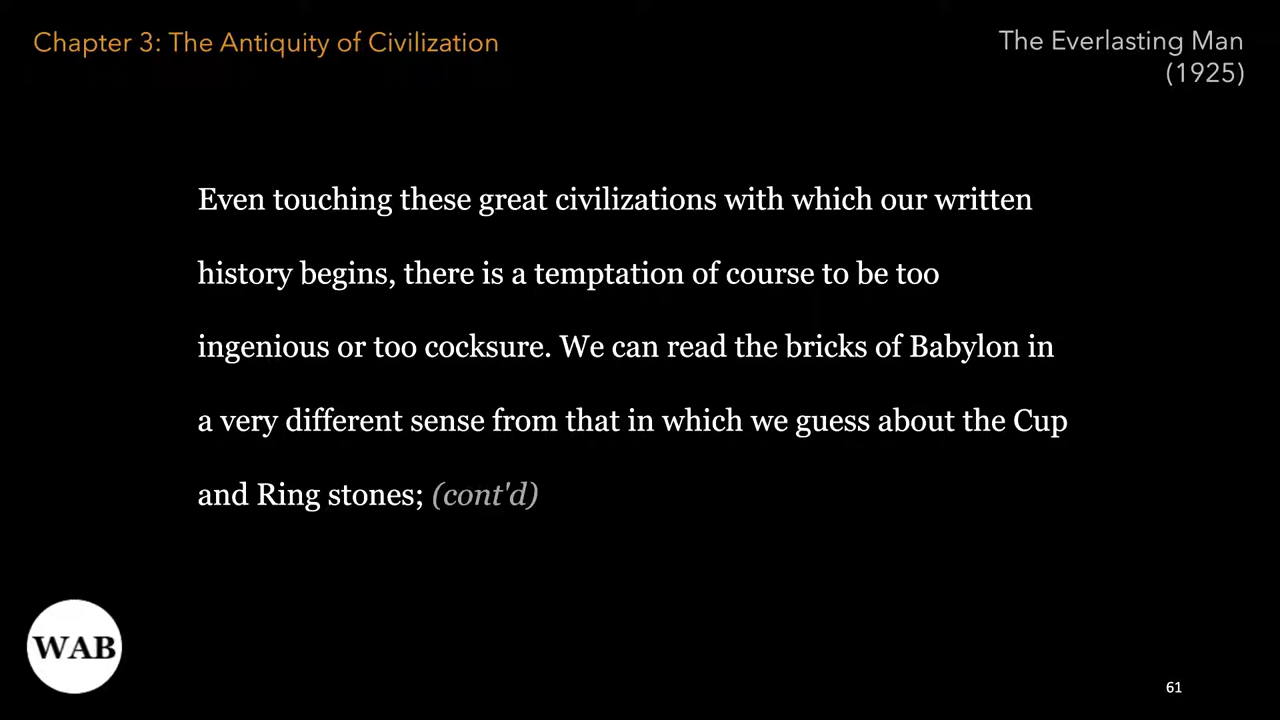 Chapter 3: The Antiquity of Civilization
The Everlasting Man
(1925)
Even touching these great civilizations with which our written
history begins, there is a temptation of course to be too
ingenious or too cocksure. We can read the bricks of Babylon in
a very different sense from that in which we guess about the Cup
and Ring stones; (cont'd)
WAB
61